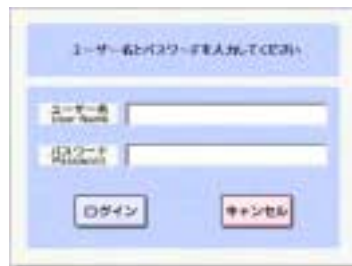 ユーザー名とパスワードを入力してください
ユーザー名
User Name
パスワード
Password
ログイン
キャンセル